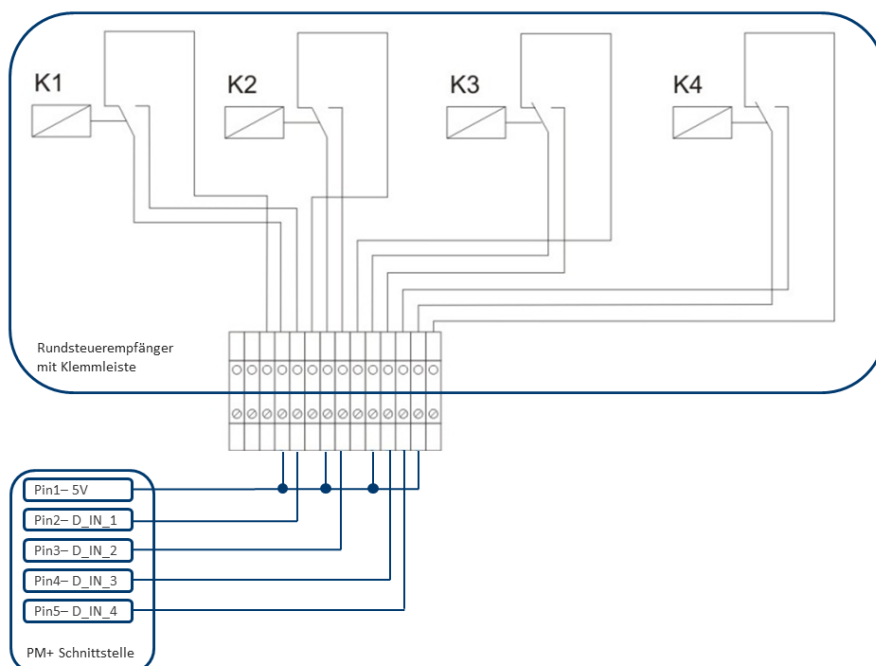 K1
K2
K3
K4
Rundsteuerempfänger
mit Klemmleiste
Pin1– 5V
Pin2– D_IN_1
Pin3– D_IN_2
Pin4– D_IN_3
Pin5– D_IN_4
PM+ Schnittstelle